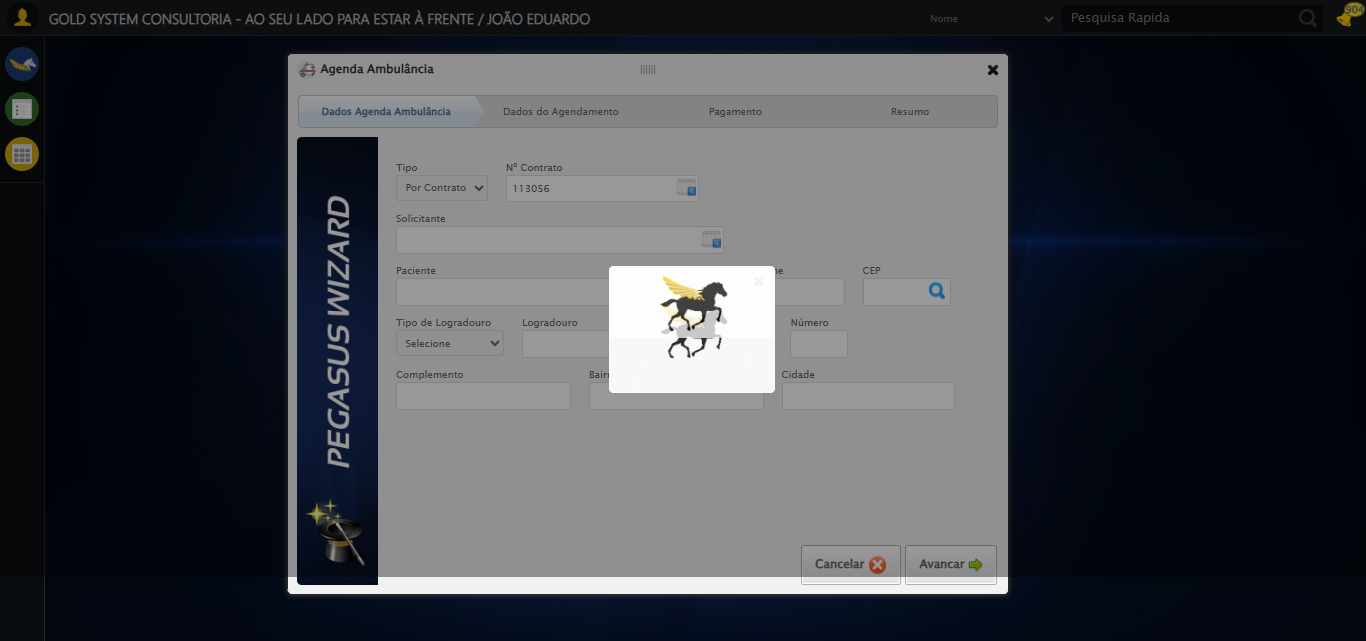 GOLD SYSTEM CONSULTORIA - AO SEU LADO PARA ESTAR À FRENTE / JOÃO EDUARDO
Nome
Pesquisa Rapida
904
Agenda Ambulância
Dados Agenda Ambulância
Dados do Agendamento
Pagamento
Resumo
PEGASUS WIZARD
Tipo
Nº Contrato
Por Contrato
113056
Solicitante
Paciente
CEP
Tipo de Logradouro
Logradouro
Número
Selecione
Complemento
Cidade
Cancelar
Avancar